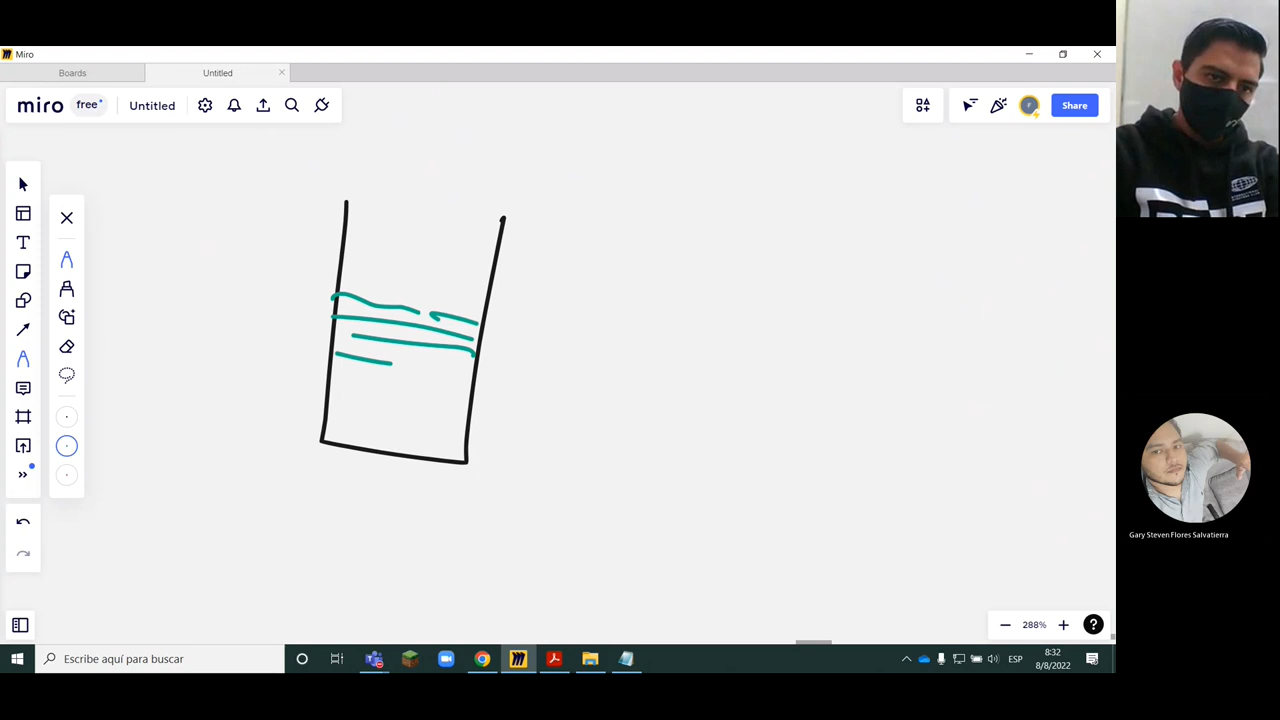 Miro
Boards
Untitled
miro
free
Untitled
Share
Gary Steven Flores Salvatierra
288%
Escribe aquí para buscar
ESP
8:32
8/8/2022